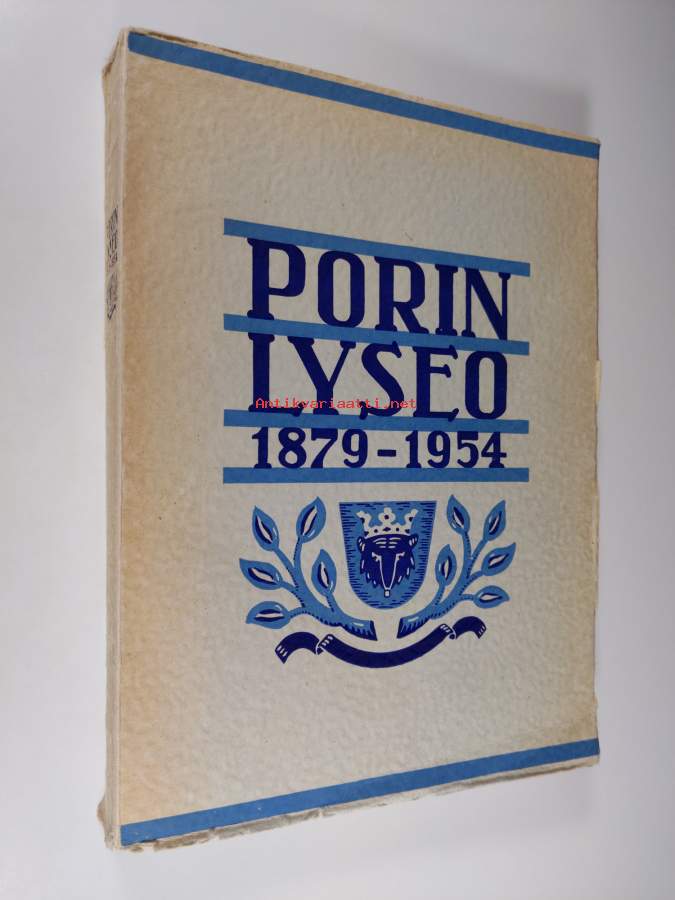 PORIN
LYSEO
Antikvariaatti.net
1879-1954